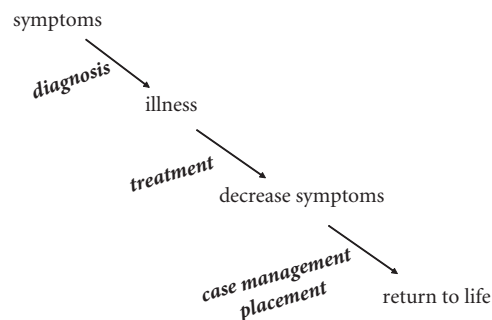 symptoms
diagnosis
illness
treatment
decrease symptoms
case management
placement
return to life